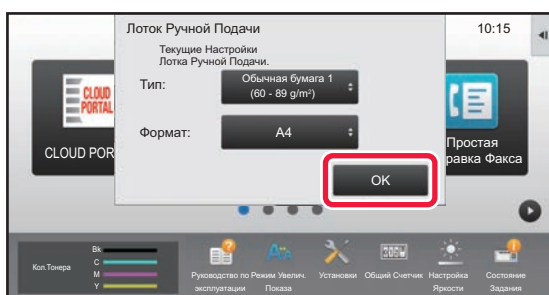 Лоток Ручной Подачи
10:15
Текущие Настройки
Лотка Ручной Подачи.
Тип:
Обычная бумага 1
(60 - 89 g/m²)
Формат:
A4
OK
CLOUD
PORTAL
CLOUD POR
Простая
равка Факса
Кол.Тонера
Bk
C
M
Y
Руководство по
эксплуатации
Режим Увелич.
Показа
Установки
Общий Счетчик
Настройка
Яркости
Состояние
Задания